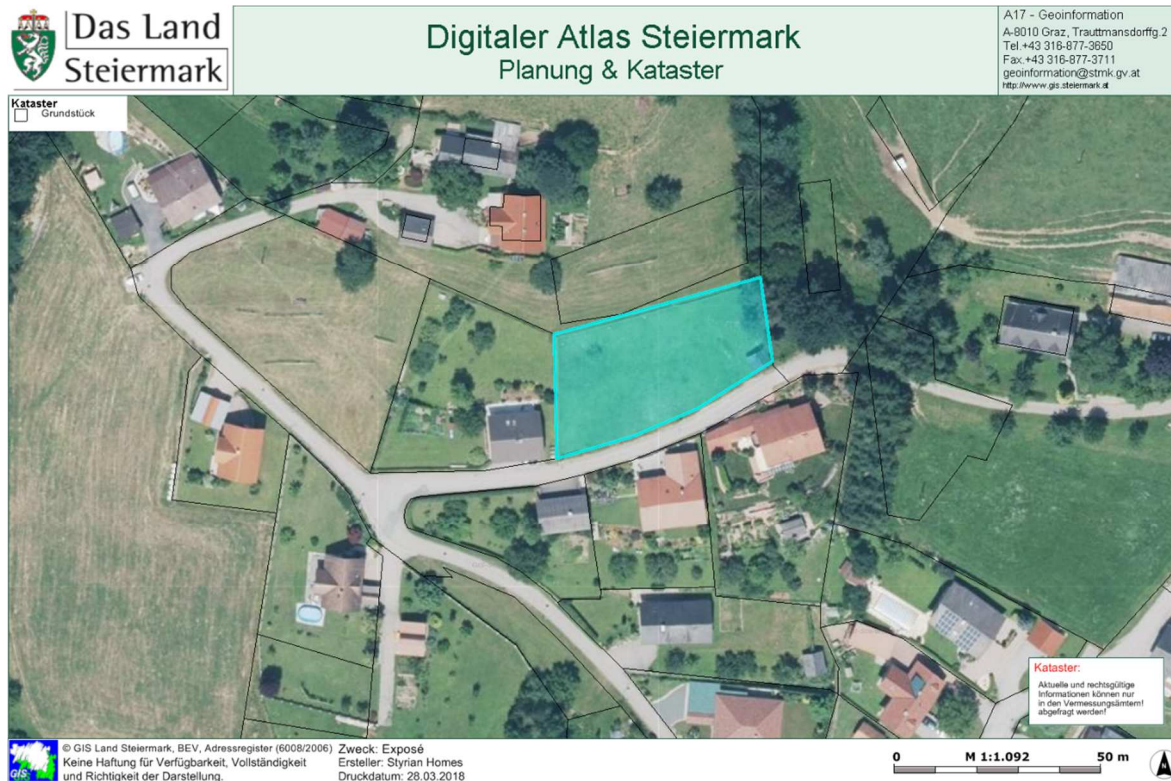 Das Land
Steiermark
Digitaler Atlas Steiermark
Planung & Kataster
A17 - Geoinformation
A-8010 Graz, Trauttmansdorffg.2
Tel.+43 316-877-3650
Fax.+43 316-877-3711
geoinformation@stmk.gv.at
http://www.gis.steiermark.at
Kataster
Grundstück
Kataster:
Aktuelle und rechtsgültige
Informationen können nur
in den Vermessungsämtern!
abgefragt werden!
GIS
© GIS Land Steiermark, BEV, Adressregister (6008/2006)
Keine Haftung für Verfügbarkeit, Vollständigkeit
und Richtigkeit der Darstellung.
Zweck: Exposé
Ersteller: Styrian Homes
Druckdatum: 28.03.2018
0 M 1:1.092 50 m